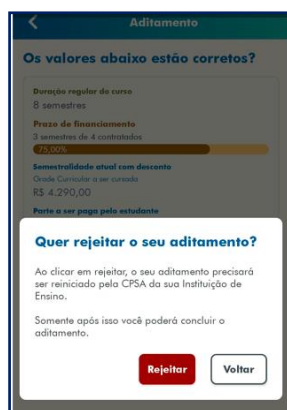 Aditamento
Os valores abaixo estão corretos?
Duração regular do curso
8 semestres
Prazo de financiamento
3 semestres de 4 contratados
75,00%
Semestralidade atual com desconto
Grade Curricular a ser cursada
R$ 4.290,00
Parte a ser paga pelo estudante
Quer rejeitar o seu aditamento?
Ao clicar em rejeitar, o seu aditamento precisará
ser reiniciado pela CPSA da sua Instituição de
Ensino.
Somente após isso você poderá concluir o
aditamento.
Rejeitar
Voltar